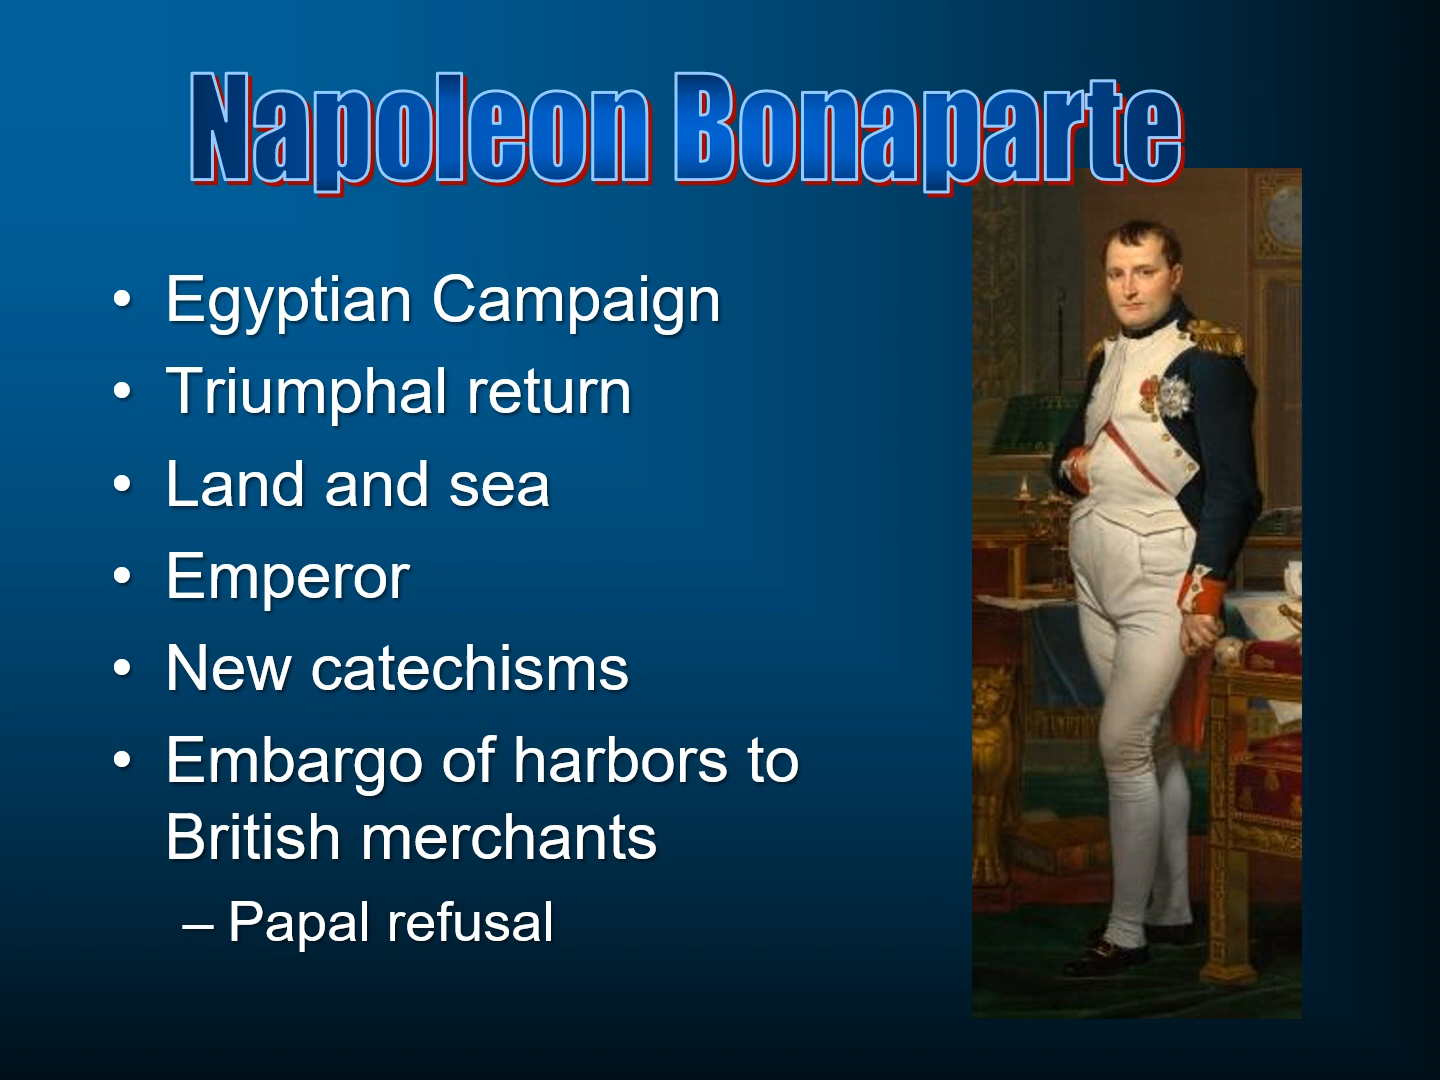 Napoleon Bonaparte
• Egyptian Campaign
• Triumphal return
• Land and sea
• Emperor
• New catechisms
• Embargo of harbors to
British merchants
– Papal refusal